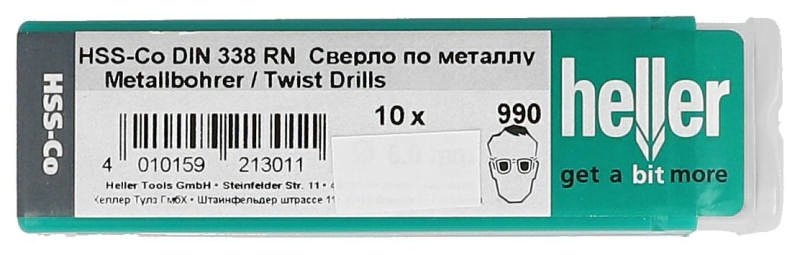 HSS-Co
HSS-Co DIN 338 RN Сверло по металлу
Metallbohrer / Twist Drills
10 x 990
4 010159 213011
Heller Tools GmbH • Steinfelder Str. 11 •
Хеллер Тулз ГмбХ • Штаинфельдер штрассе 11
heller
get a bit more